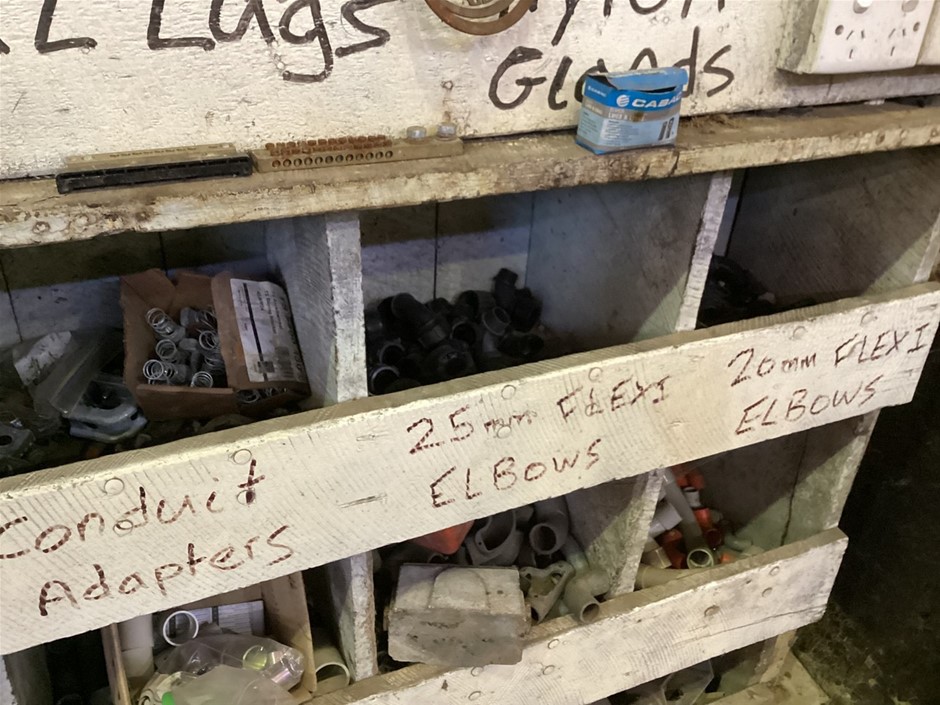 Lugs
Glands
CABAC
25mm FLEXI
ELBOWS
20mm FLEXI
ELBOWS
Conduit
Adapters